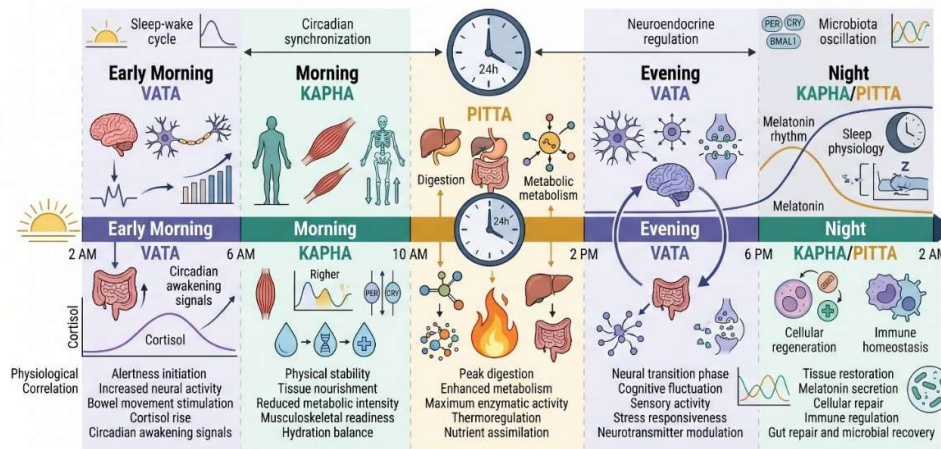 Sleep-wake
cycle
Circadian
synchronization
24h
Neuroendocrine
regulation
PER CRY
BMAL1
Microbiota
oscillation
Early Morning
VATA
Morning
KAPHA
PITTA
Evening
VATA
Night
KAPHA/PITTA
Digestion
Metabolic
metabolism
Melatonin
rhythm
Sleep
physiology
Z
Melatonin
Early Morning
Morning
24h
Evening
Night
2 AM
VATA
6 AM
KAPHA
10 AM
2 PM
VATA
6 PM
KAPHA/PITTA
2 AM
Cortisol
Circadian
awakening
signals
Cortisol
Righer
PER CRY
Cellular
regeneration
Immune
homeostasis
Physiological
Correlation
Alertness initiation
Increased neural activity
Bowel movement stimulation
Cortisol rise
Circadian awakening signals
Physical stability
Tissue nourishment
Reduced metabolic intensity
Musculoskeletal readiness
Hydration balance
Peak digestion
Enhanced metabolism
Maximum enzymatic activity
Thermoregulation
Nutrient assimilation
Neural transition phase
Cognitive fluctuation
Sensory activity
Stress responsiveness
Neurotransmitter modulation
Tissue restoration
Melatonin secretion
Cellular repair
Immune regulation
Gut repair and microbial recovery